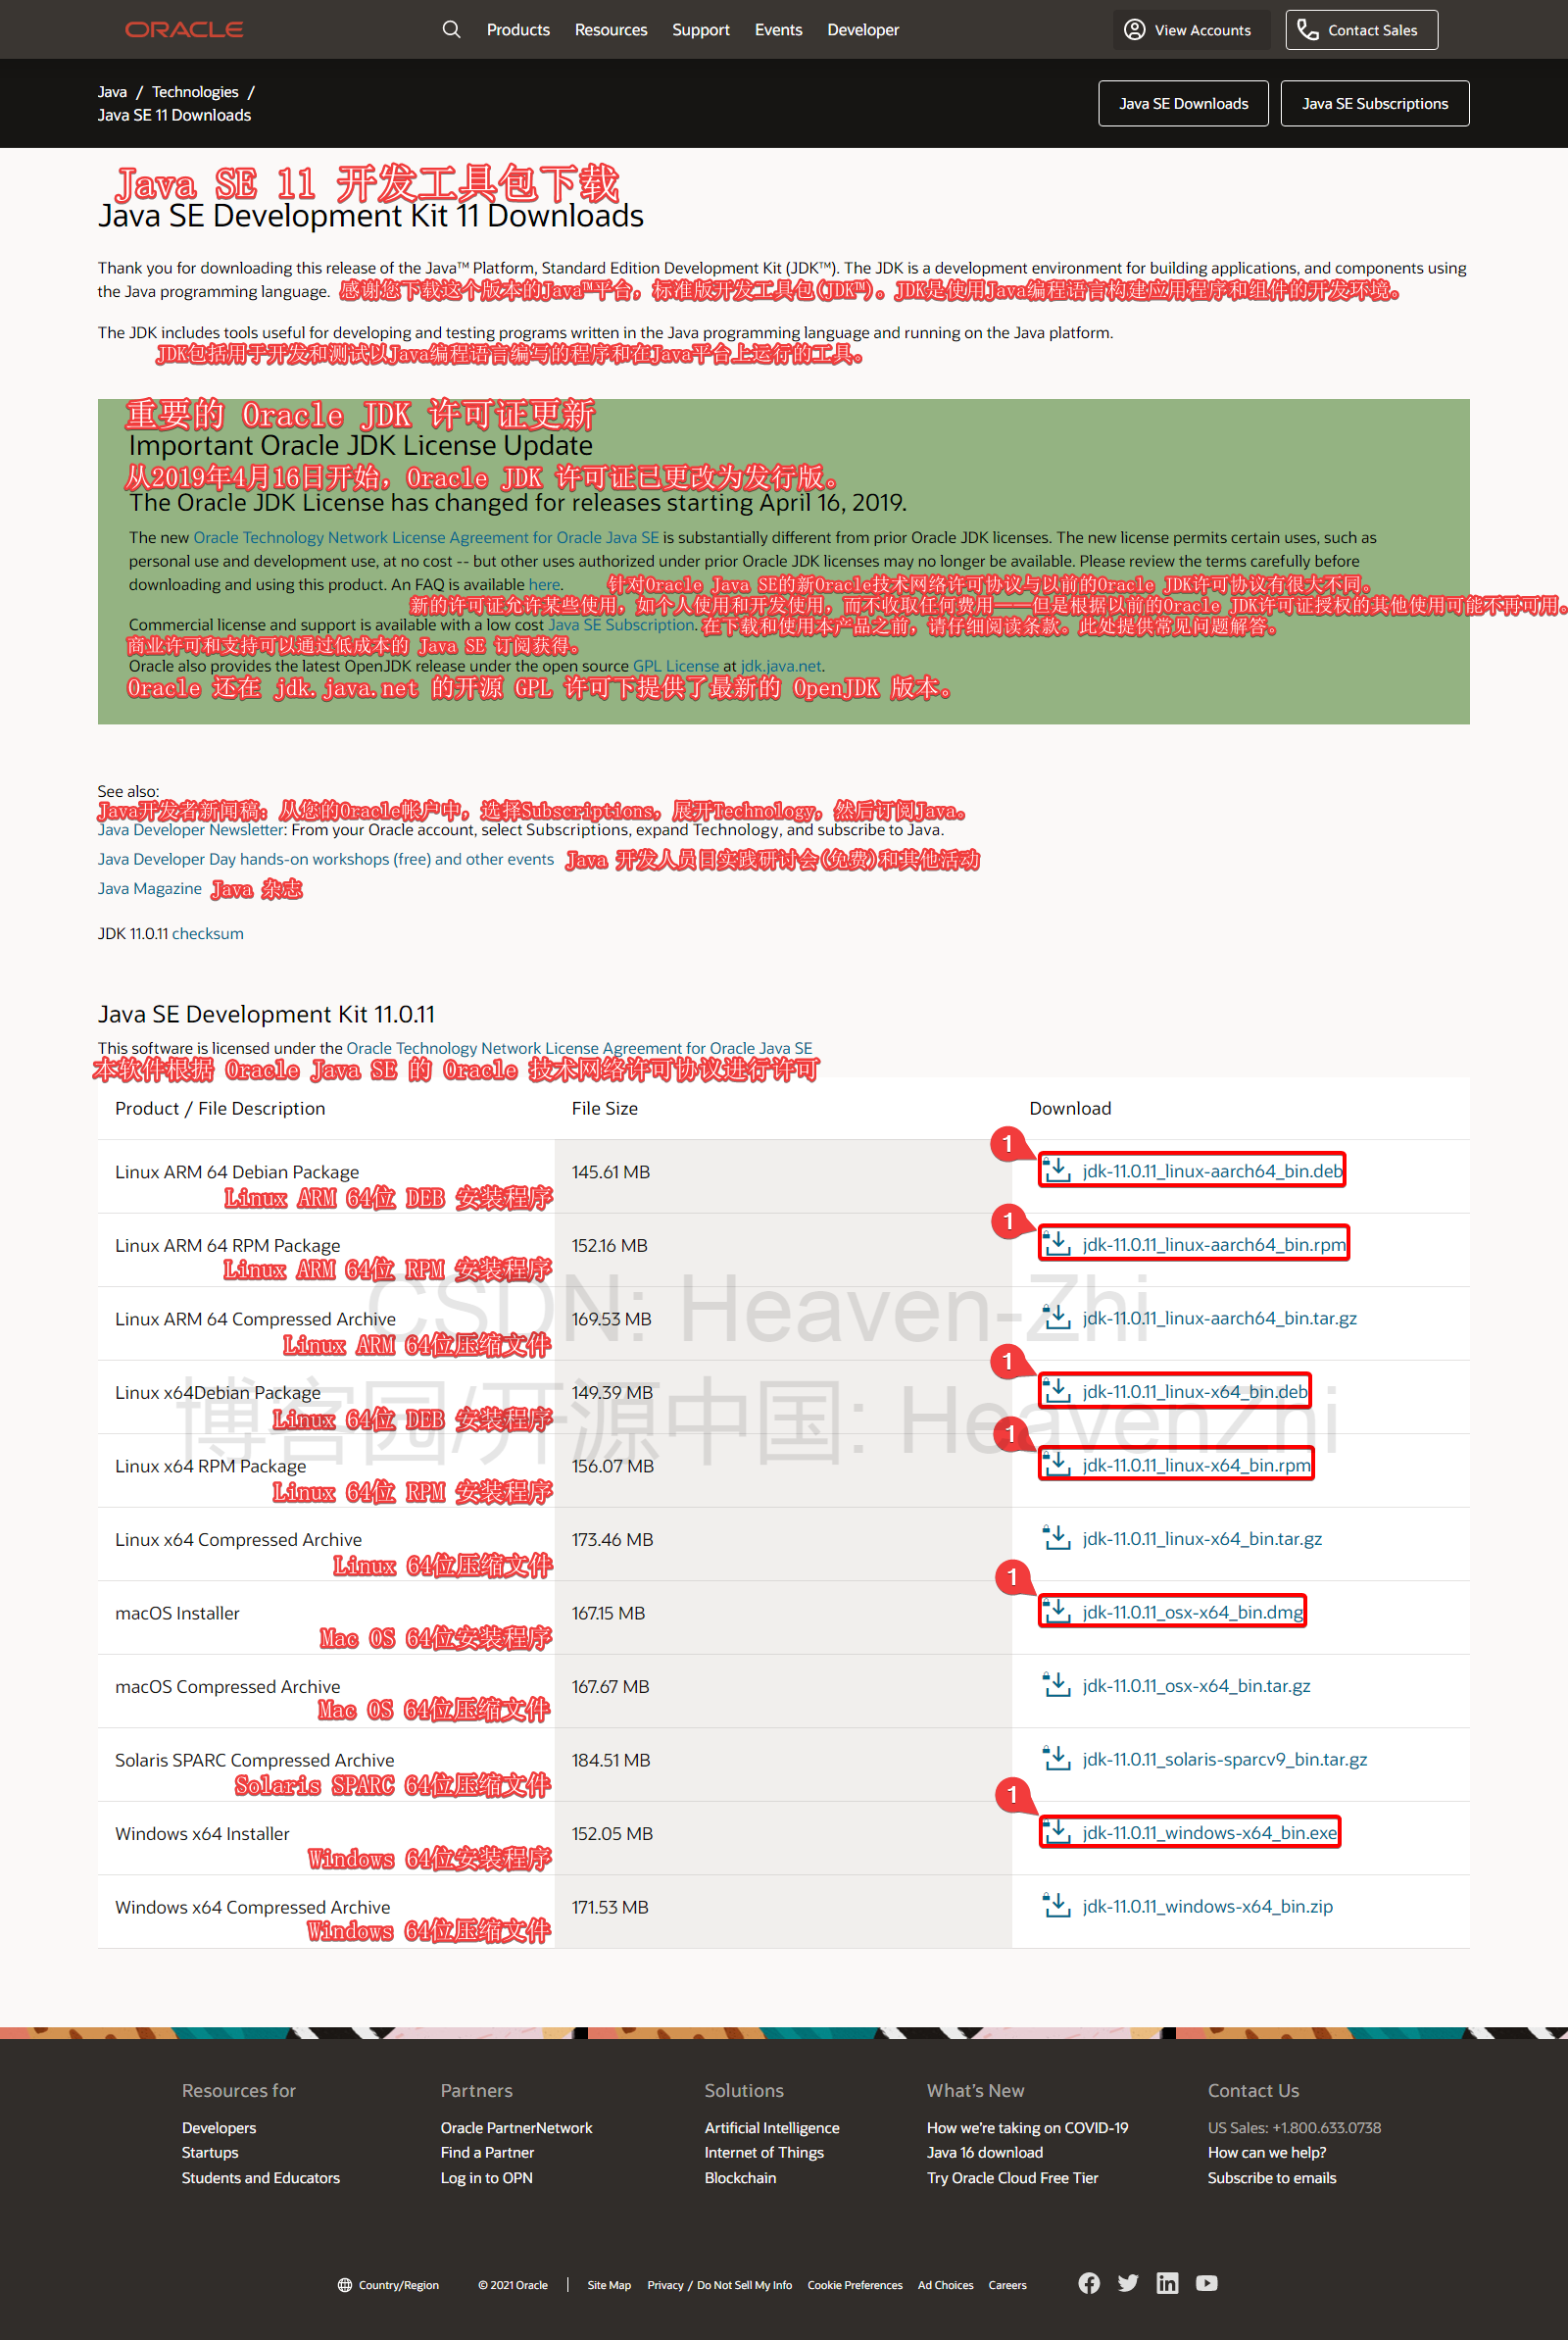 ORACLE
Products Resources Support Events Developer
View Accounts
Contact Sales
Java / Technologies /
Java SE 11 Downloads
Java SE Downloads
Java SE Subscriptions
Java SE 11 开发工具包下载
Java SE Development Kit 11 Downloads
Thank you for downloading this release of the Java™ Platform, Standard Edition Development Kit (JDK™). The JDK is a development environment for building applications, and components using
the Java programming language. 感谢您下载这个版本的Java™平台，标准版开发工具包(JDK™)。JDK是使用Java编程语言构建应用程序和组件的开发环境。
The JDK includes tools useful for developing and testing programs written in the Java programming language and running on the Java platform.
JDK包括用于开发和测试以Java编程语言编写的程序和在Java平台上运行的工具。
重要的 Oracle JDK 许可证更新
Important Oracle JDK License Update
从2019年4月16日开始，Oracle JDK 许可证已更改为发行版。
The Oracle JDK License has changed for releases starting April 16, 2019.
The new Oracle Technology Network License Agreement for Oracle Java SE is substantially different from prior Oracle JDK licenses. The new license permits certain uses, such as
personal use and development use, at no cost -- but other uses authorized under prior Oracle JDK licenses may no longer be available. Please review the terms carefully before
downloading and using this product. An FAQ is available here. 针对Oracle Java SE的新Oracle技术网络许可协议与以前的Oracle JDK许可协议有很大不同。
新的许可证允许某些使用，如个人使用和开发使用，而不收取任何费用——但是根据以前的Oracle JDK许可证授权的其他使用可能不再可用。
Commercial license and support is available with a low cost Java SE Subscription. 在下载和使用本产品之前，请仔细阅读条款。此处提供常见问题解答。
商业许可和支持可以通过低成本的 Java SE 订阅获得。
Oracle also provides the latest OpenJDK release under the open source GPL License at jdk.java.net.
Oracle 还在 jdk.java.net 的开源 GPL 许可下提供了最新的 OpenJDK 版本。
See also:
Java开发者新闻稿：从您的Oracle帐户中，选择Subscriptions，展开Technology，然后订阅Java。
Java Developer Newsletter: From your Oracle account, select Subscriptions, expand Technology, and subscribe to Java.
Java Developer Day hands-on workshops (free) and other events Java 开发人员日实践研讨会(免费)和其他活动
Java Magazine Java 杂志
JDK 11.0.11 checksum
Java SE Development Kit 11.0.11
This software is licensed under the Oracle Technology Network License Agreement for Oracle Java SE
本软件根据 Oracle Java SE 的 Oracle 技术网络许可协议进行许可
Product / File Description File Size Download
1
Linux ARM 64 Debian Package 145.61 MB jdk-11.0.11_linux-aarch64_bin.deb
Linux ARM 64位 DEB 安装程序
1
Linux ARM 64 RPM Package 152.16 MB jdk-11.0.11_linux-aarch64_bin.rpm
Linux ARM 64位 RPM 安装程序
CSDN: Heaven-Zhi
Linux ARM 64 Compressed Archive 169.53 MB jdk-11.0.11_linux-aarch64_bin.tar.gz
Linux ARM 64位压缩文件
1
Linux x64Debian Package 149.39 MB jdk-11.0.11_linux-x64_bin.deb
Linux 64位 DEB 安装程序
博客园/开源中国: HeavenZhi
1
Linux x64 RPM Package 156.07 MB jdk-11.0.11_linux-x64_bin.rpm
Linux 64位 RPM 安装程序
Linux x64 Compressed Archive 173.46 MB jdk-11.0.11_linux-x64_bin.tar.gz
Linux 64位压缩文件
1
macOS Installer 167.15 MB jdk-11.0.11_osx-x64_bin.dmg
Mac OS 64位安装程序
macOS Compressed Archive 167.67 MB jdk-11.0.11_osx-x64_bin.tar.gz
Mac OS 64位压缩文件
Solaris SPARC Compressed Archive 184.51 MB jdk-11.0.11_solaris-sparcv9_bin.tar.gz
Solaris SPARC 64位压缩文件
1
Windows x64 Installer 152.05 MB jdk-11.0.11_windows-x64_bin.exe
Windows 64位安装程序
Windows x64 Compressed Archive 171.53 MB jdk-11.0.11_windows-x64_bin.zip
Windows 64位压缩文件
Resources for Partners Solutions What's New Contact Us
Developers Oracle PartnerNetwork Artificial Intelligence How we're taking on COVID-19 US Sales: +1.800.633.0738
Startups Find a Partner Internet of Things Java 16 download How can we help?
Students and Educators Log in to OPN Blockchain Try Oracle Cloud Free Tier Subscribe to emails
Country/Region © 2021 Oracle | Site Map Privacy / Do Not Sell My Info Cookie Preferences Ad Choices Careers